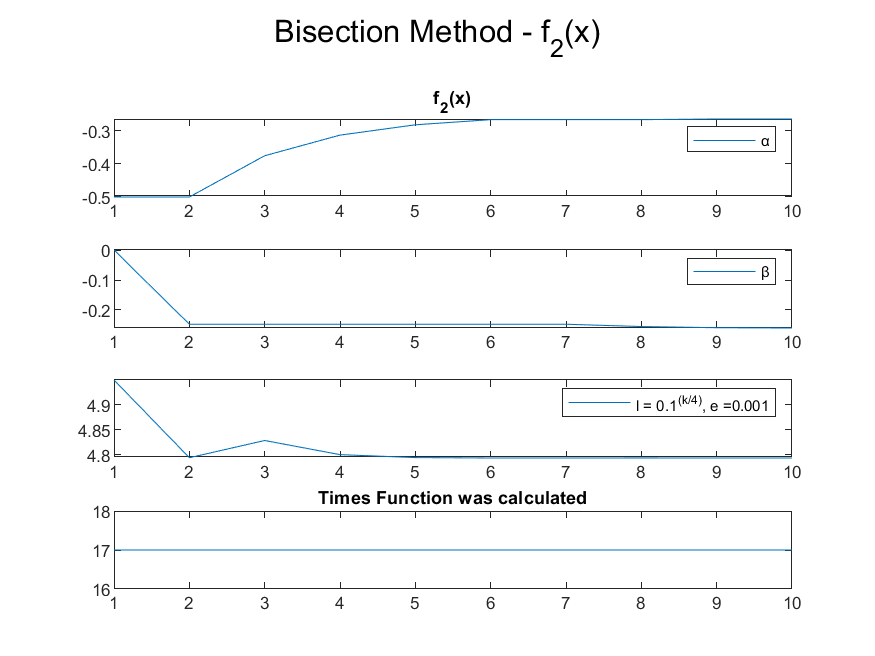 Bisection Method - f₂(x)
f₂(x)
-0.3
-0.4
-0.5
α
1 2 3 4 5 6 7 8 9 10
0
-0.1
-0.2
β
1 2 3 4 5 6 7 8 9 10
4.9
4.85
4.8
l = 0.1^(k/4), e =0.001
1 2 3 4 5 6 7 8 9 10
Times Function was calculated
18
17
16
1 2 3 4 5 6 7 8 9 10